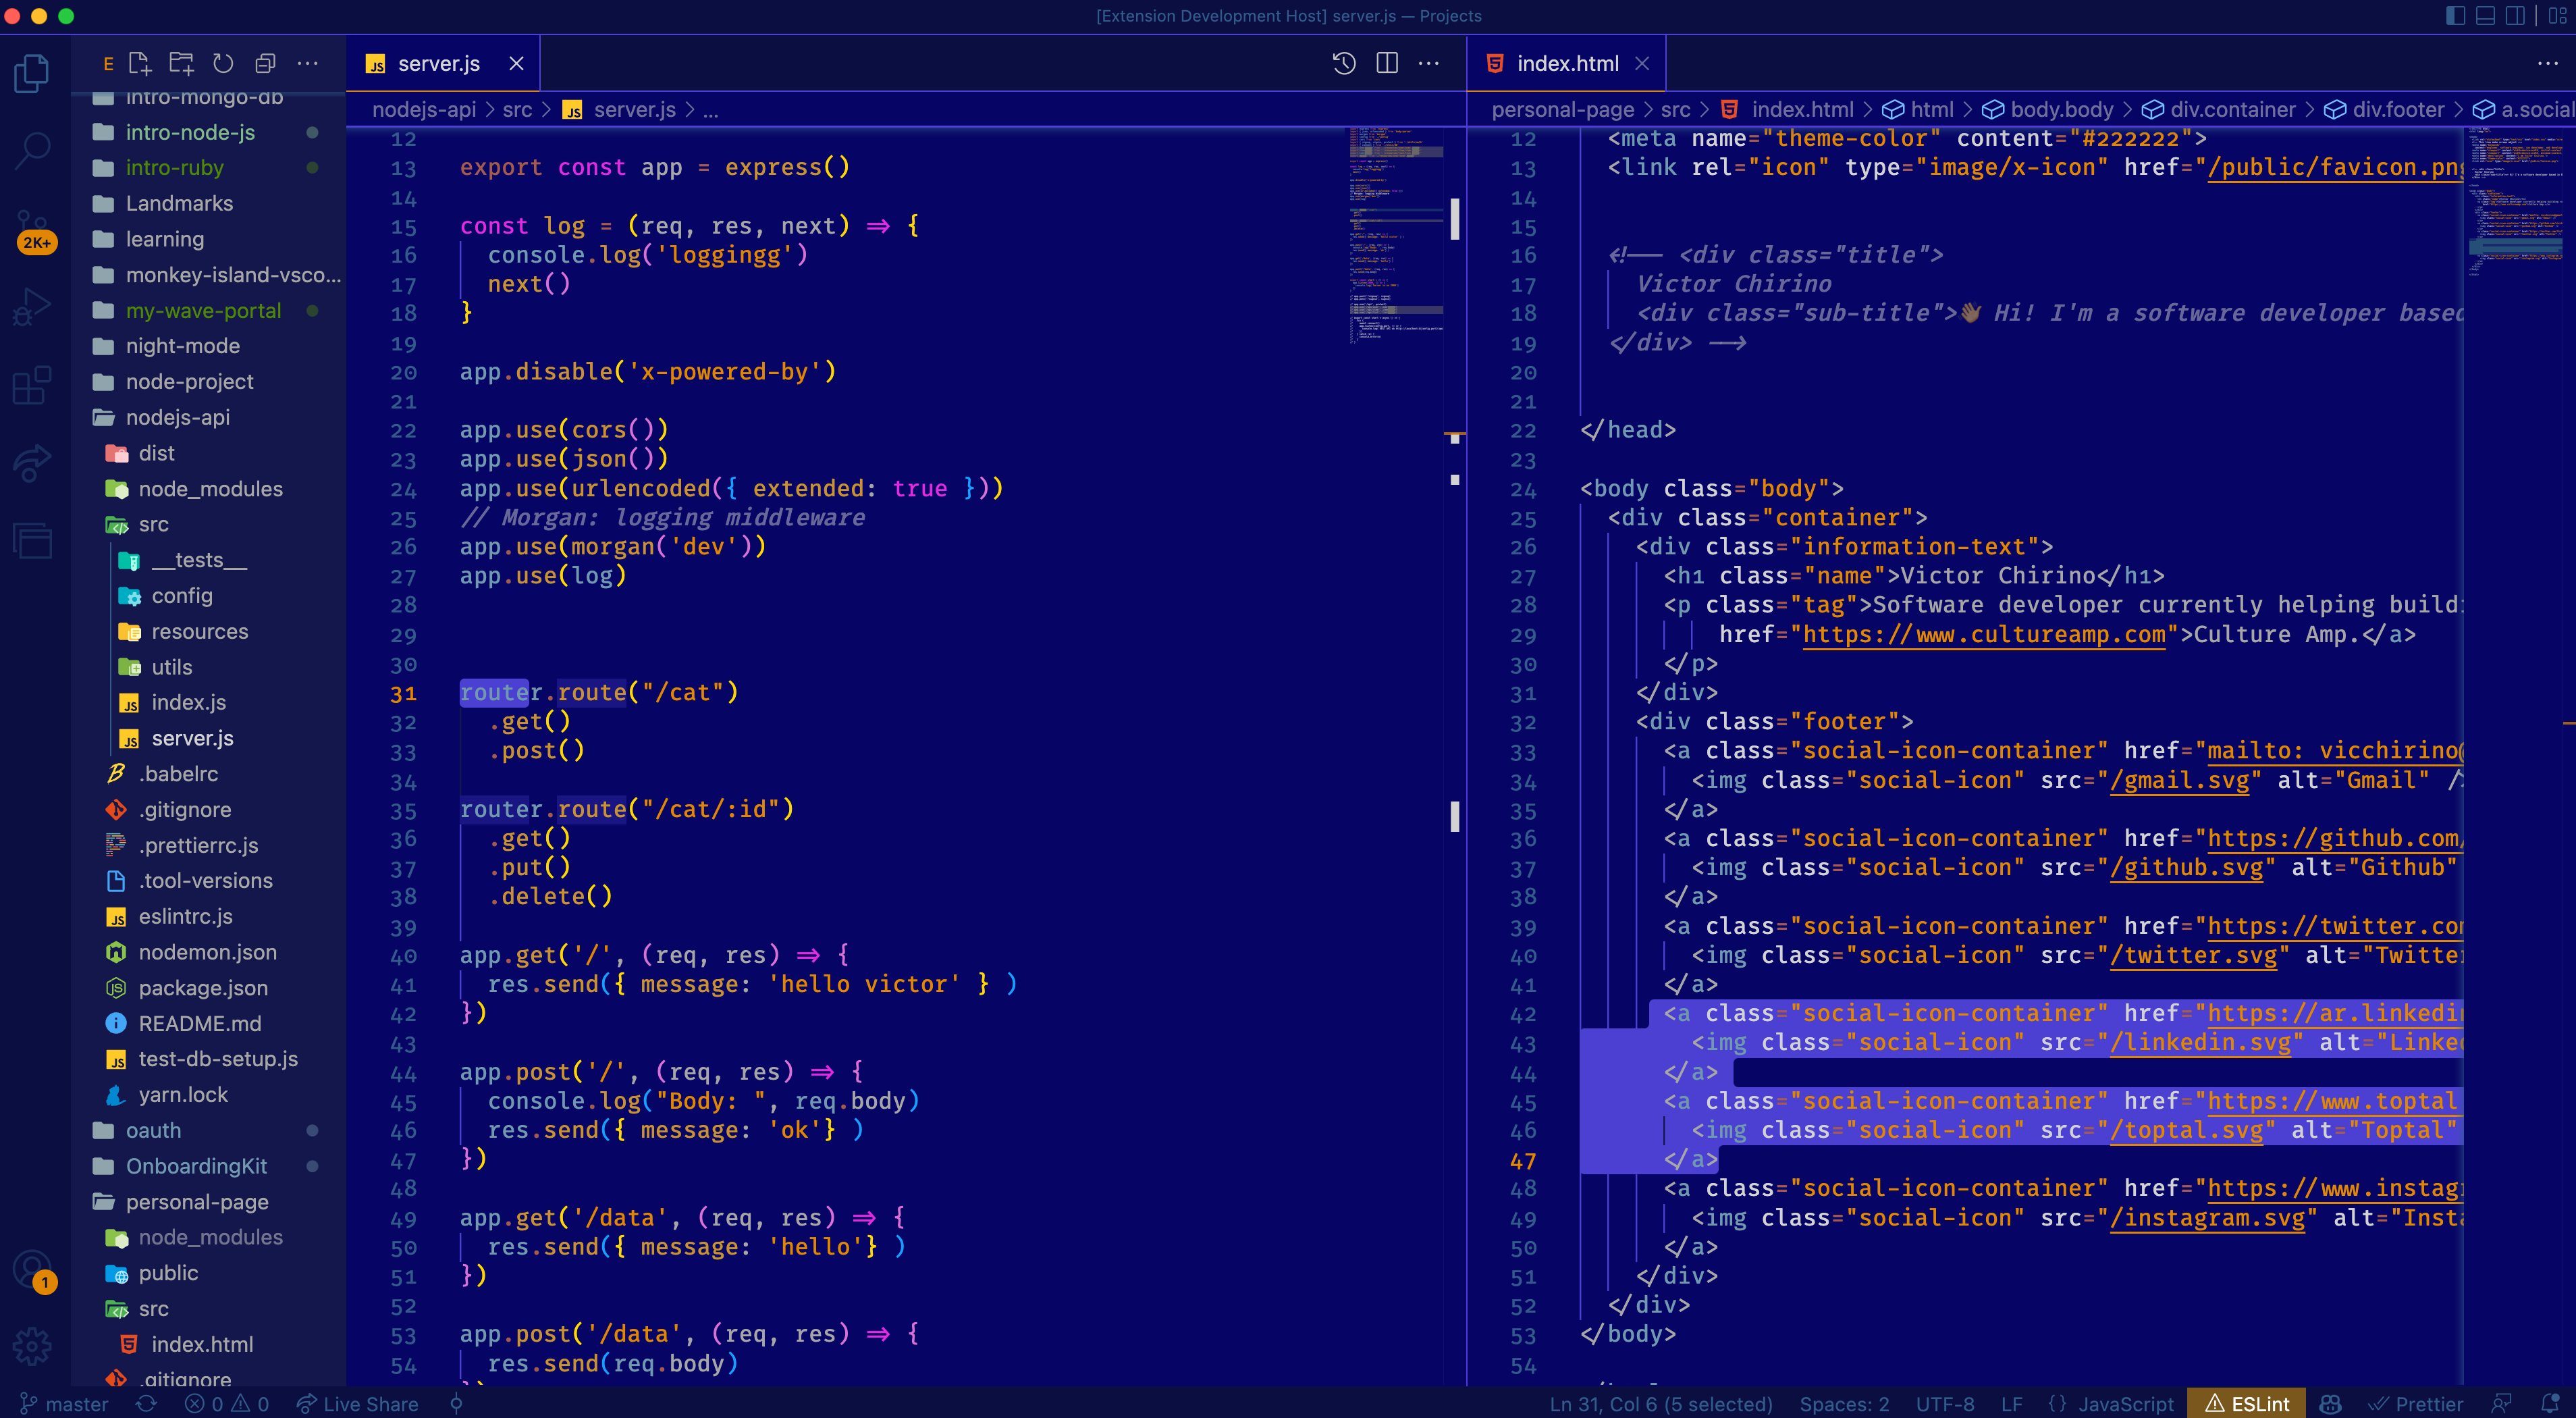 [Extension Development Host] server.js — Projects
E
intro-mongo-db
intro-node-js
intro-ruby
Landmarks
learning
monkey-island-vsco...
my-wave-portal
night-mode
node-project
nodejs-api
dist
node_modules
src
__tests__
config
resources
utils
index.js
server.js
.babelrc
.gitignore
.prettierrc.js
.tool-versions
eslintrc.js
nodemon.json
package.json
README.md
test-db-setup.js
yarn.lock
oauth
OnboardingKit
personal-page
node_modules
public
src
index.html
.gitignore
2K+
1
server.js
nodejs-api > src > JS server.js > ...
12
13 export const app = express()
14
15 const log = (req, res, next) => {
16 console.log('loggingg')
17 next()
18 }
19
20 app.disable('x-powered-by')
21
22 app.use(cors())
23 app.use(json())
24 app.use(urlencoded({ extended: true }))
25 // Morgan: logging middleware
26 app.use(morgan('dev'))
27 app.use(log)
28
29
30
31 router.route("/cat")
32 .get()
33 .post()
34
35 router.route("/cat/:id")
36 .get()
37 .put()
38 .delete()
39
40 app.get('/', (req, res) => {
41 res.send({ message: 'hello victor' } )
42 })
43
44 app.post('/', (req, res) => {
45 console.log("Body: ", req.body)
46 res.send({ message: 'ok'} )
47 })
48
49 app.get('/data', (req, res) => {
50 res.send({ message: 'hello'} )
51 })
52
53 app.post('/data', (req, res) => {
54 res.send(req.body)
index.html
personal-page > src > index.html > html > body.body > div.container > div.footer > a.social
12 <meta name="theme-color" content="#222222">
13 <link rel="icon" type="image/x-icon" href="/public/favicon.png
14
15
16 <!-- <div class="title">
17 Victor Chirino
18 <div class="sub-title">👋🏽 Hi! I'm a software developer based
19 </div> -->
20
21
22 </head>
23
24 <body class="body">
25 <div class="container">
26 <div class="information-text">
27 <h1 class="name">Victor Chirino</h1>
28 <p class="tag">Software developer currently helping buildi
29 href="https://www.cultureamp.com">Culture Amp.</a>
30 </p>
31 </div>
32 <div class="footer">
33 <a class="social-icon-container" href="mailto: vicchirino@
34 <img class="social-icon" src="/gmail.svg" alt="Gmail" />
35 </a>
36 <a class="social-icon-container" href="https://github.com/
37 <img class="social-icon" src="/github.svg" alt="Github"
38 </a>
39 <a class="social-icon-container" href="https://twitter.com
40 <img class="social-icon" src="/twitter.svg" alt="Twitte
41 </a>
42 <a class="social-icon-container" href="https://ar.linkedin
43 <img class="social-icon" src="/linkedin.svg" alt="Linke
44 </a>
45 <a class="social-icon-container" href="https://www.toptal
46 <img class="social-icon" src="/toptal.svg" alt="Toptal"
47 </a>
48 <a class="social-icon-container" href="https://www.instag
49 <img class="social-icon" src="/instagram.svg" alt="Insta
50 </a>
51 </div>
52 </div>
53 </body>
54
master 0 0 Live Share Ln 31, Col 6 (5 selected) Spaces: 2 UTF-8 LF {} JavaScript ESLint Prettier